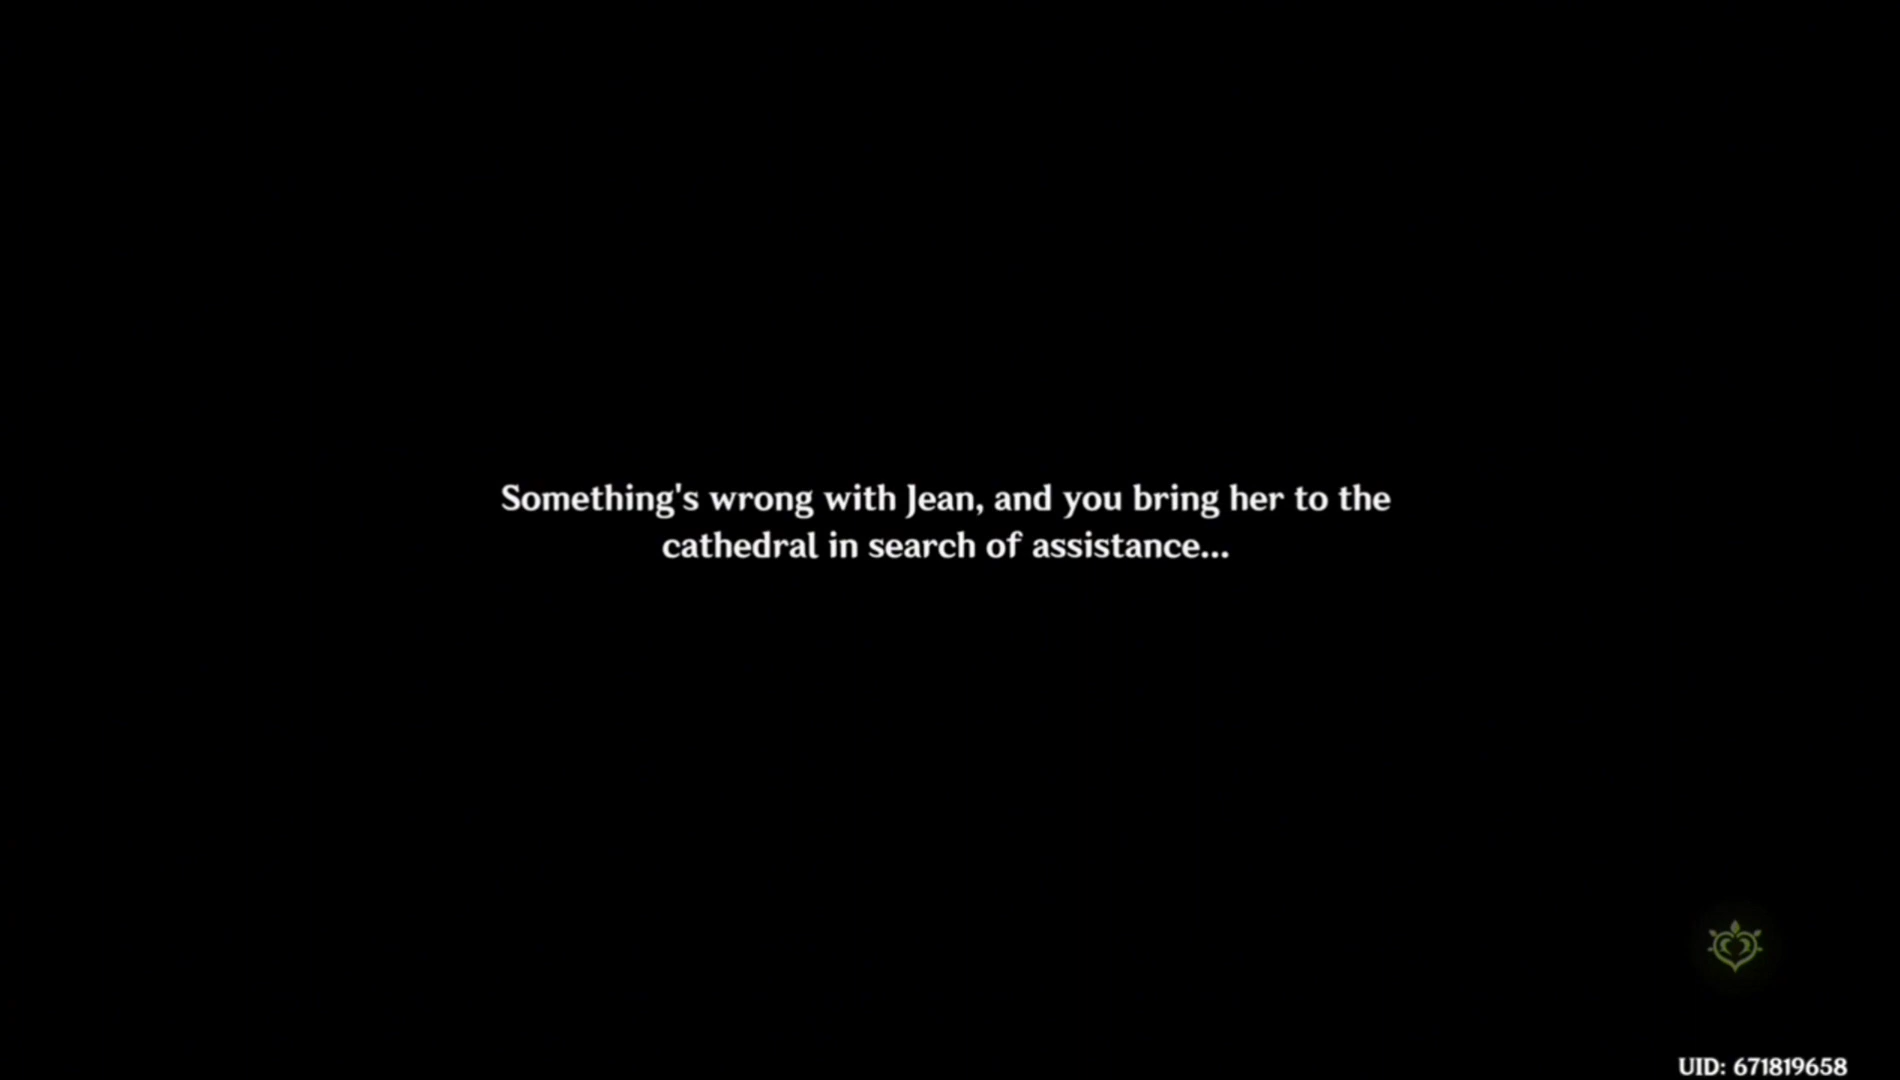 Something's wrong with Jean, and you bring her to the
cathedral in search of assistance...
UID: 671819658